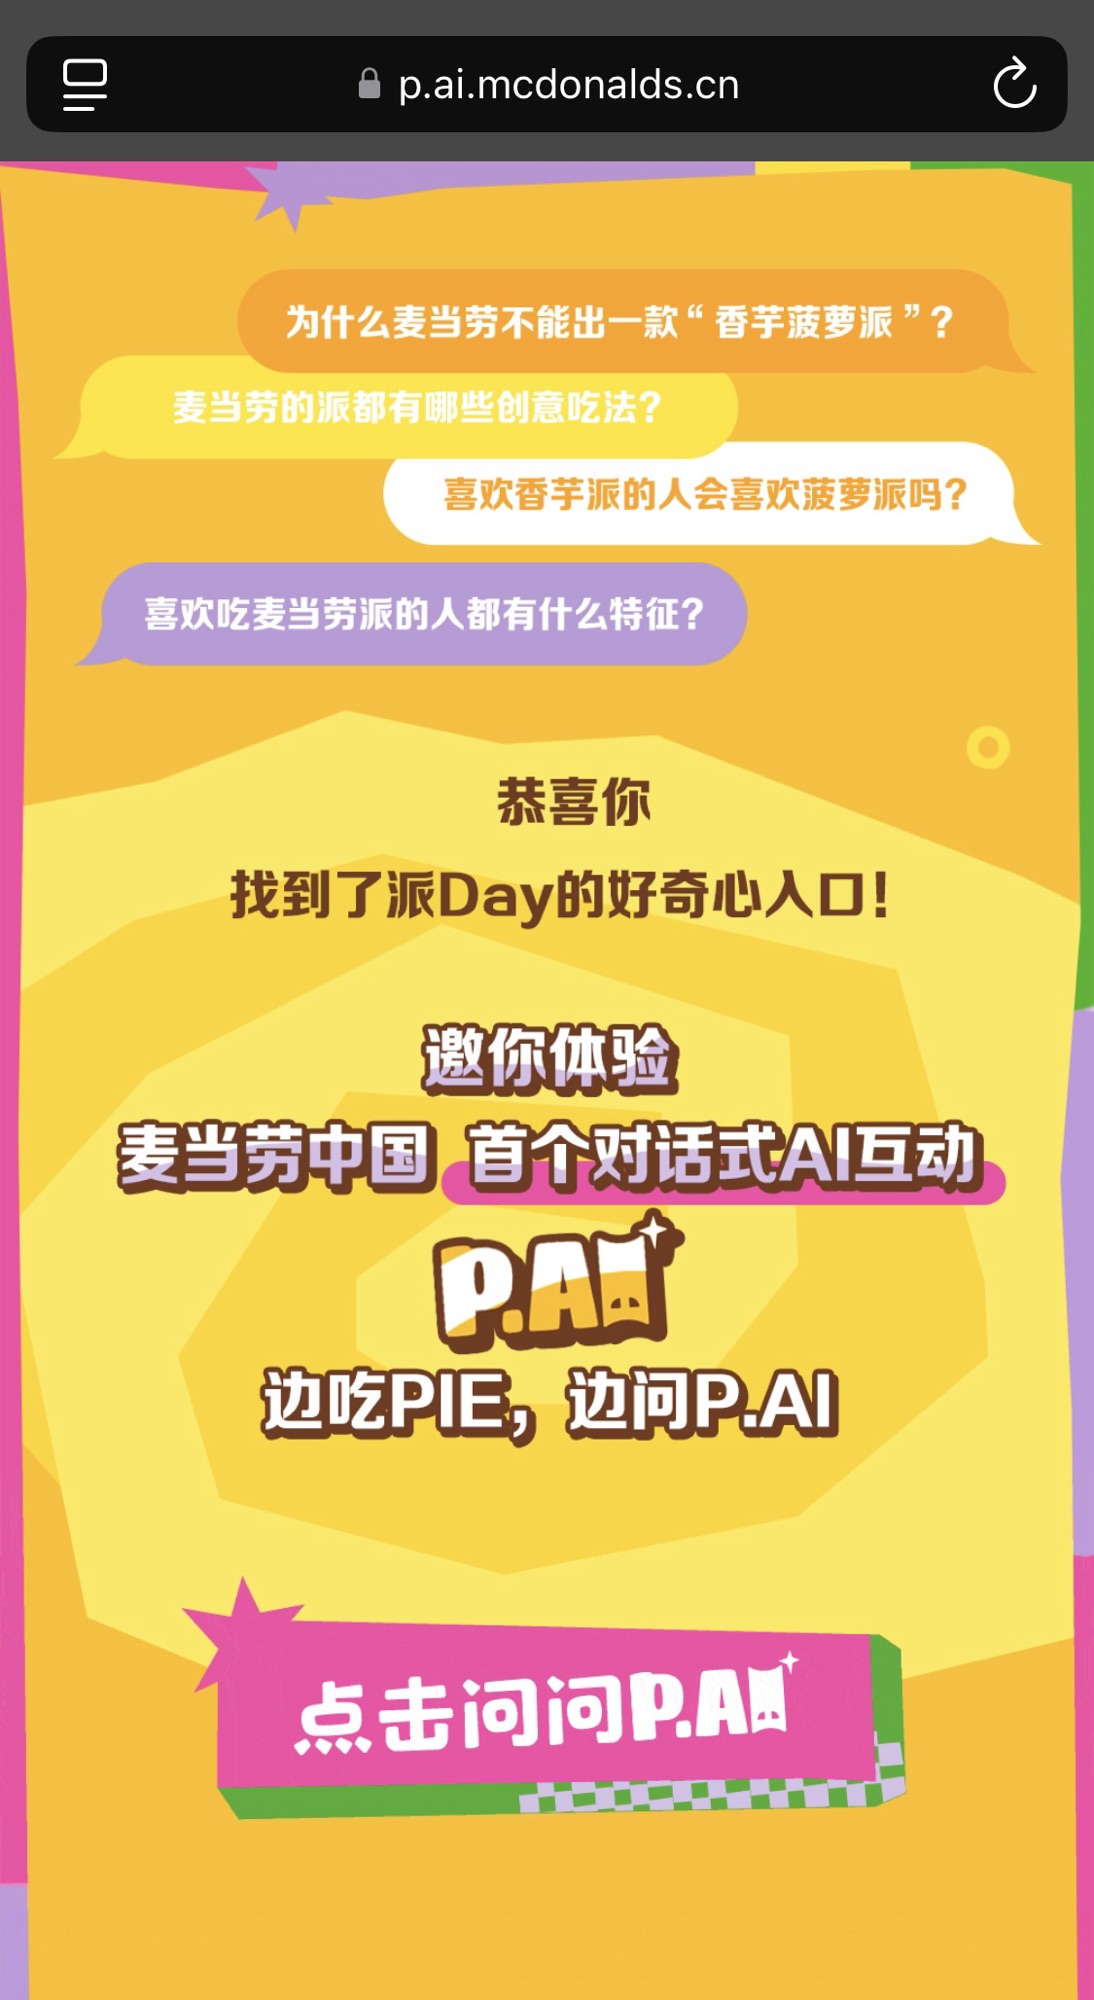 p.ai.mcdonalds.cn
为什么麦当劳不能出一款“香芋菠萝派”？
麦当劳的派都有哪些创意吃法？
喜欢香芋派的人会喜欢菠萝派吗？
喜欢吃麦当劳派的人都有什么特征？
恭喜你
找到了派Day的好奇心入口！
邀你体验
麦当劳中国 首个对话式AI互动
P.AI
边吃PIE，边问P.AI
点击问问P.AI